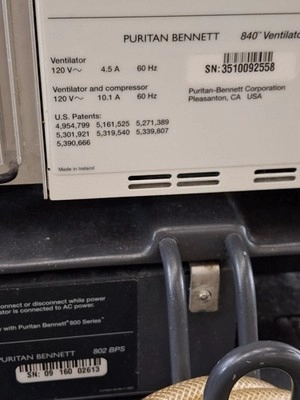 PURITAN BENNETT 840™ Ventilato
Ventilator
120 V~ 4.5 A 60 Hz
SN:3510092558
Ventilator and compressor
120 V~ 10.1 A 60 Hz
Puritan-Bennett Corporation
Pleasanton, CA USA
U.S. Patents:
4,954,799 5,161,525 5,271,389
5,301,921 5,319,540 5,339,807
5,390,666
Made in Ireland
onnect or disconnect while power
lator is connected to AC power.
y with Puritan Bennett® 800 Series
PURITAN BENNETT 802 BPS
SN: 09 160 02613